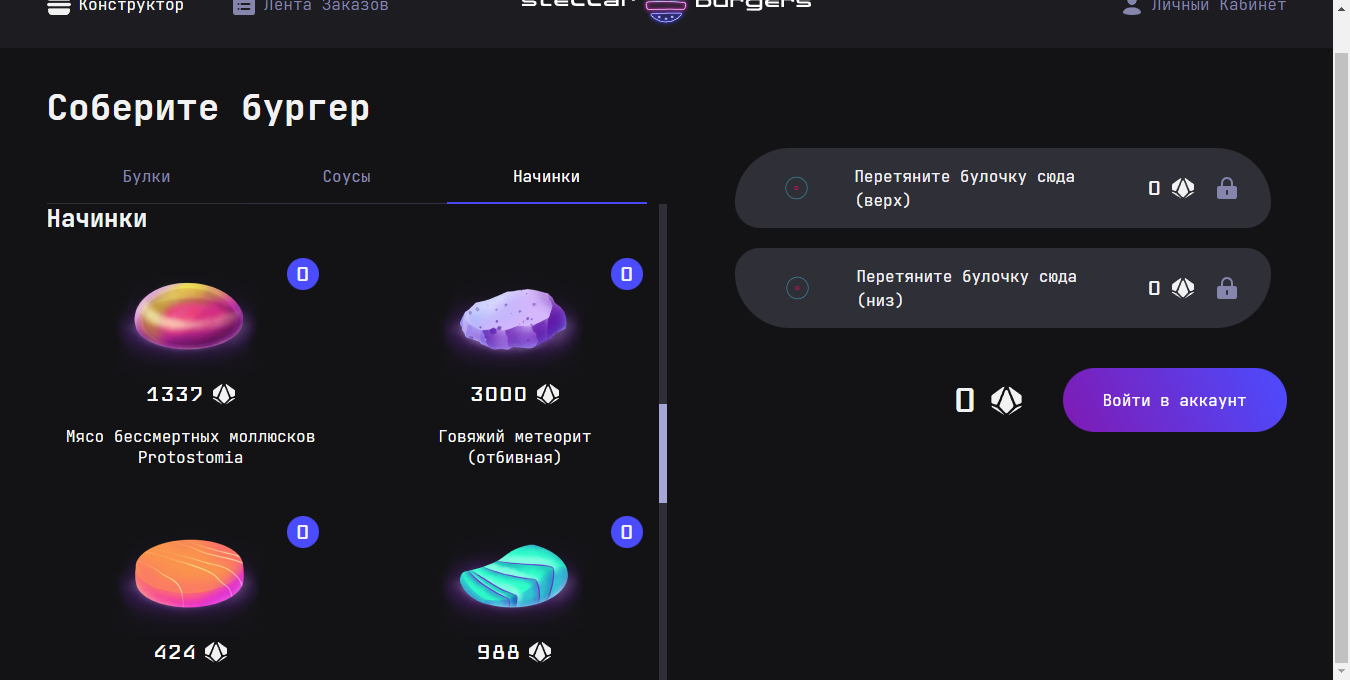 Конструктор
Лента Заказов
stellar burgers
Личный Кабинет
Соберите бургер
Булки
Соусы
Начинки
Начинки
0
0
1337
3000
Мясо бессмертных моллюсков
Protostomia
Говяжий метеорит
(отбивная)
0
0
424
988
Перетяните булочку сюда
(верх)
0
Перетяните булочку сюда
(низ)
0
0
Войти в аккаунт